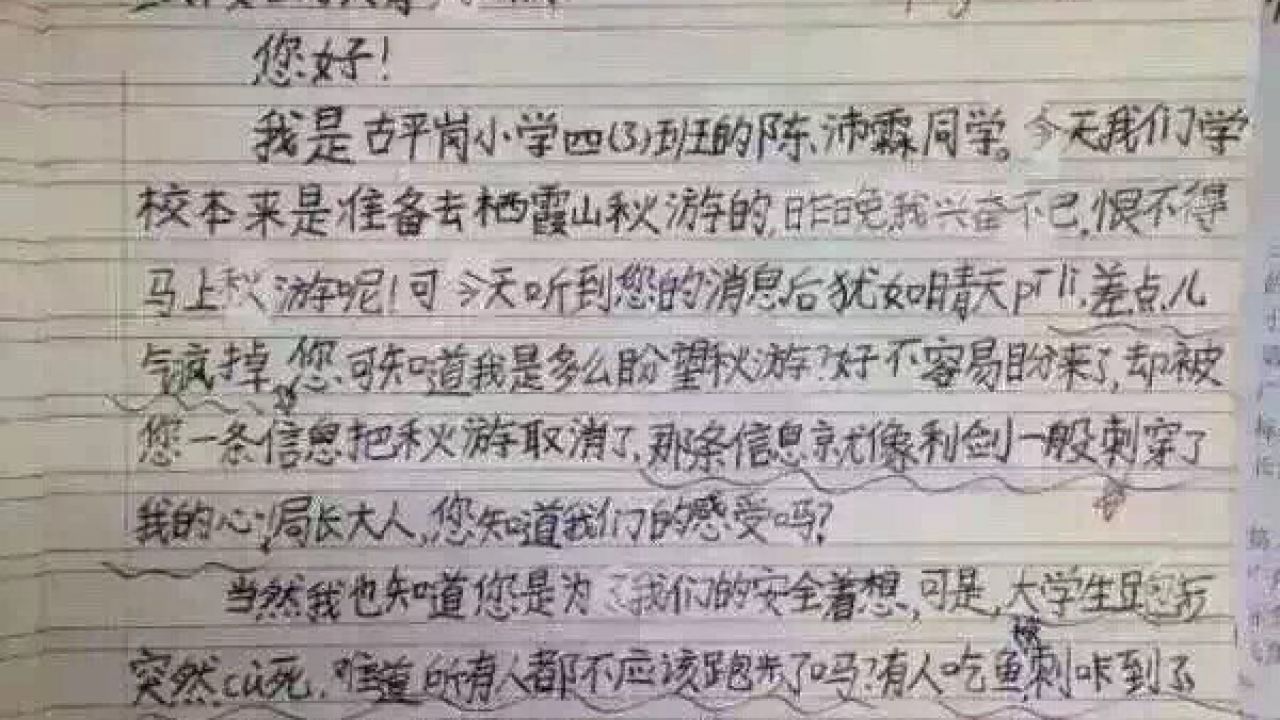 您好!
我是古平岗小学四(3)班的陈沛霖同学。今天我们学
校本来是准备去栖霞山秋游的,昨晚我兴奋不已,恨不得
马上秋游呢!可今天听到您的消息后犹如晴天pī lì,差点儿
气疯掉。您可知道我是多么盼望秋游?好不容易盼来了,却被
您一条信息把秋游取消了,那条信息就像利剑一般刺穿了
我的心,局长大人,您知道我们的感受吗?
当然我也知道您是为了我们的安全着想,可是,大学生跑步
突然cù死,难道所有人都不应该跑步了吗?有人吃鱼被刺咔到了